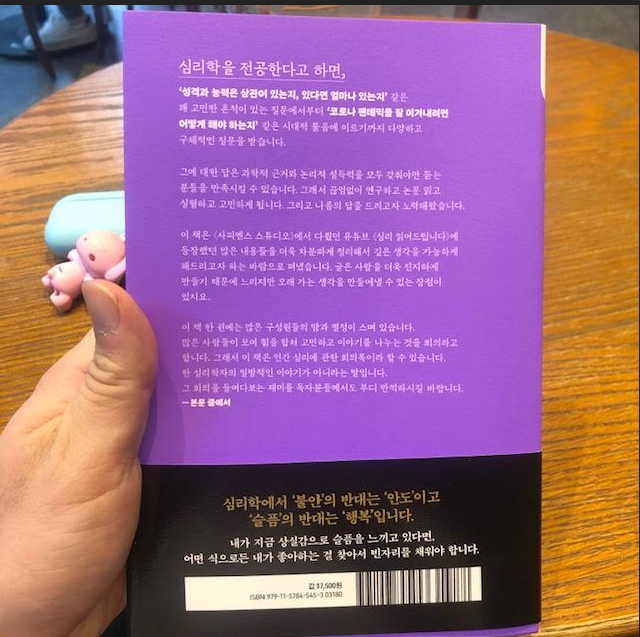 심리학을 전공한다고 하면,
‘성격과 능력은 상관이 있는지, 있다면 얼마나 있는지’ 같은
꽤 고민한 흔적이 있는 질문에서부터 ‘코로나 팬데믹을 잘 이겨내려면
어떻게 해야 하는지’ 같은 시대적 물음에 이르기까지 다양하고
구체적인 질문을 받습니다.
그에 대한 답은 과학적 근거와 논리적 설득력을 모두 갖춰야만 듣는
분들을 만족시킬 수 있습니다. 그래서 끊임없이 연구하고 논문 읽고
실험하고 고민하게 됩니다. 그리고 나름의 답을 드리고자 노력해왔습니다.
이 책은 〈사피엔스 스튜디오〉에서 다뤘던 유튜브 〈심리 읽어드립니다〉에
등장했던 많은 내용들을 더욱 차분하게 정리해서 깊은 생각을 가능하게
해드리고자 하는 바람으로 펴냈습니다. 글은 사람을 더욱 진지하게
만들기 때문에 느리지만 오래 가는 생각을 만들어낼 수 있는 장점이
있지요.
이 책 한 권에는 많은 구성원들의 땀과 열정이 스며 있습니다.
많은 사람들이 모여 힘을 합쳐 고민하고 이야기를 나누는 것을 회의라고
합니다. 그래서 이 책은 인간 심리에 관한 회의록이라 할 수 있습니다.
한 심리학자의 일방적인 이야기가 아니라는 말입니다.
그 회의를 들여다보는 재미를 독자분들께서도 부디 만끽하시길 바랍니다.
—본문 중에서
심리학에서 ‘불안’의 반대는 ‘안도’이고
‘슬픔’의 반대는 ‘행복’입니다.
내가 지금 상실감으로 슬픔을 느끼고 있다면,
어떤 식으로든 내가 좋아하는 걸 찾아서 빈자리를 채워야 합니다.
값 17,500원
ISBN 979-11-5784-545-3 03180